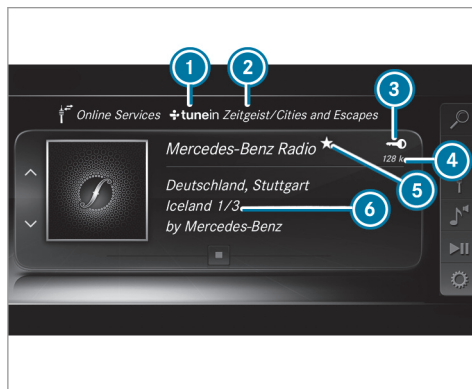 1 2 3
Online Services tunein Zeitgeist/Cities and Escapes
Mercedes-Benz Radio
128 k 4
5
Deutschland, Stuttgart
Iceland 1/3 6
by Mercedes-Benz